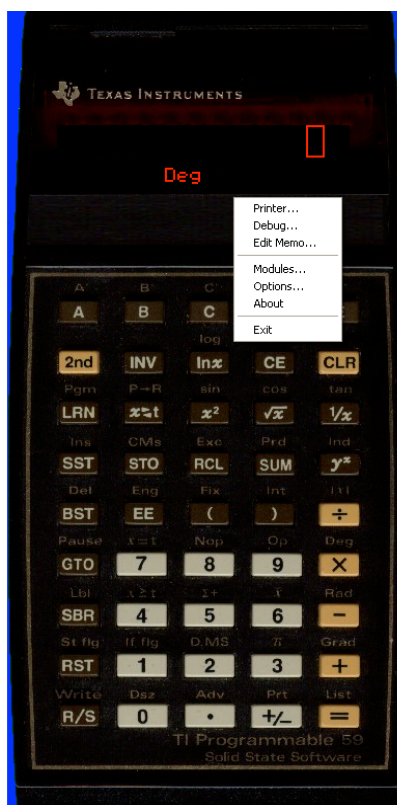 TEXAS INSTRUMENTS
0
Deg
Printer...
Debug...
Edit Memo...
Modules...
Options...
About
Exit
A' B' C'
A B C E
log
2nd INV lnx CE CLR
Pgm P→R sin cos tan
LRN x⇄t x² √x 1/x
Ins CMs Exc Prd Ind
SST STO RCL SUM yˣ
Del Eng Fix Int |x|
BST EE ( ) ÷
Pause x=t Nop Op Deg
GTO 7 8 9 ×
Lbl x≥t Σ+ x̄ Rad
SBR 4 5 6 −
St flg If flg D.MS π Grad
RST 1 2 3 +
Write Dsz Adv Prt List
R/S 0 . +/− =
TI Programmable 59
Solid State Software